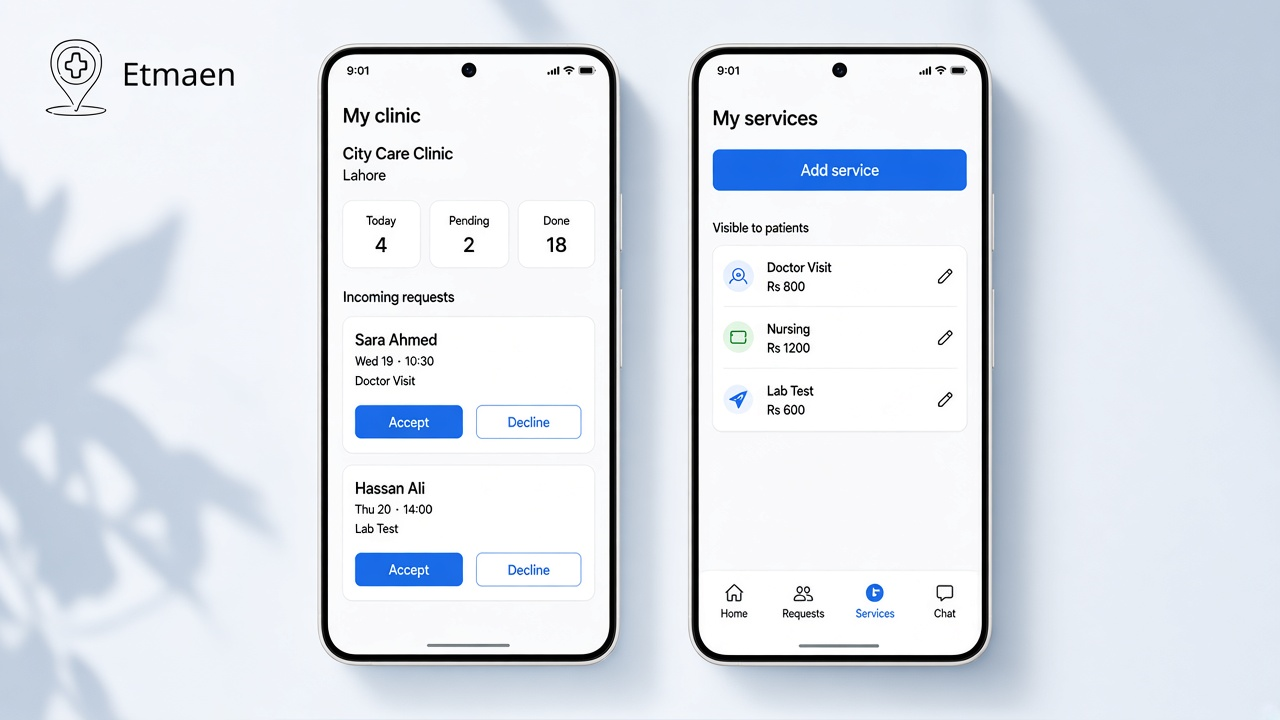 Etmaen
9:01
My clinic
City Care Clinic
Lahore
Today
4
Pending
2
Done
18
Incoming requests
Sara Ahmed
Wed 19 · 10:30
Doctor Visit
Accept
Decline
Hassan Ali
Thu 20 · 14:00
Lab Test
Accept
Decline
9:01
My services
Add service
Visible to patients
Doctor Visit
Rs 800
Nursing
Rs 1200
Lab Test
Rs 600
Home
Requests
Services
Chat